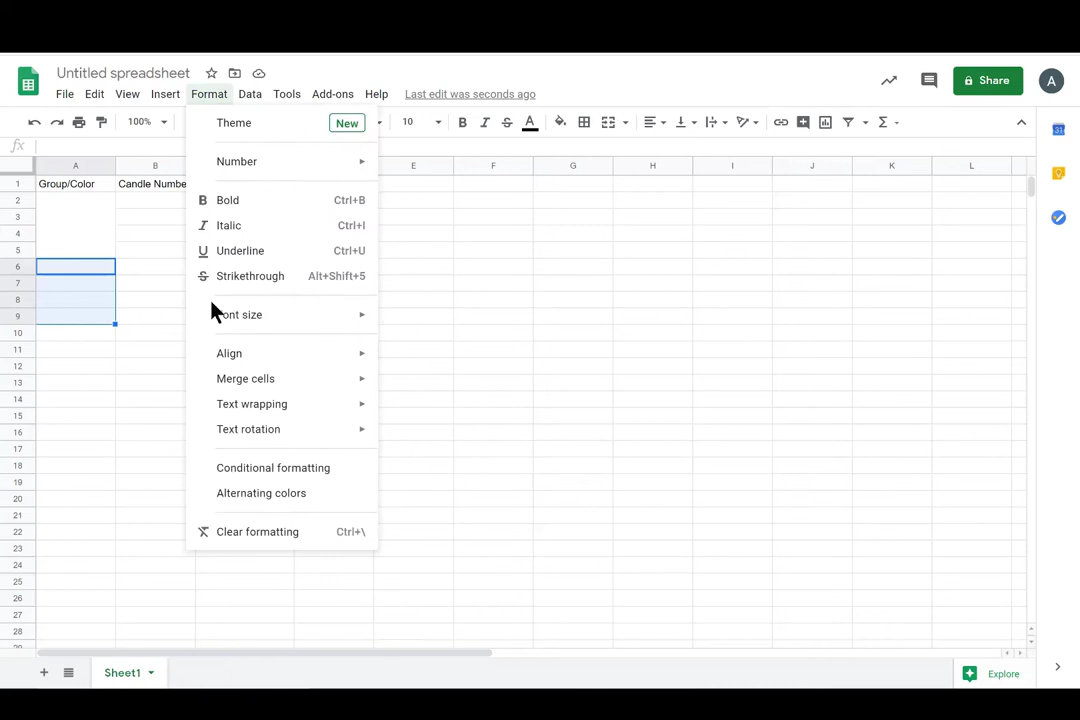 Untitled spreadsheet
File Edit View Insert Format Data Tools Add-ons Help Last edit was seconds ago
Share
A
100%
10
B I S A
fx
Theme New
Number
B Bold Ctrl+B
I Italic Ctrl+I
U Underline Ctrl+U
S Strikethrough Alt+Shift+5
ont size
Align
Merge cells
Text wrapping
Text rotation
Conditional formatting
Alternating colors
Clear formatting Ctrl+\
A B E F G H I J K L
1 Group/Color Candle Numbe
2
3
4
5
6
7
8
9
10
11
12
13
14
15
16
17
18
19
20
21
22
23
24
25
26
27
28
Sheet1
Explore
31